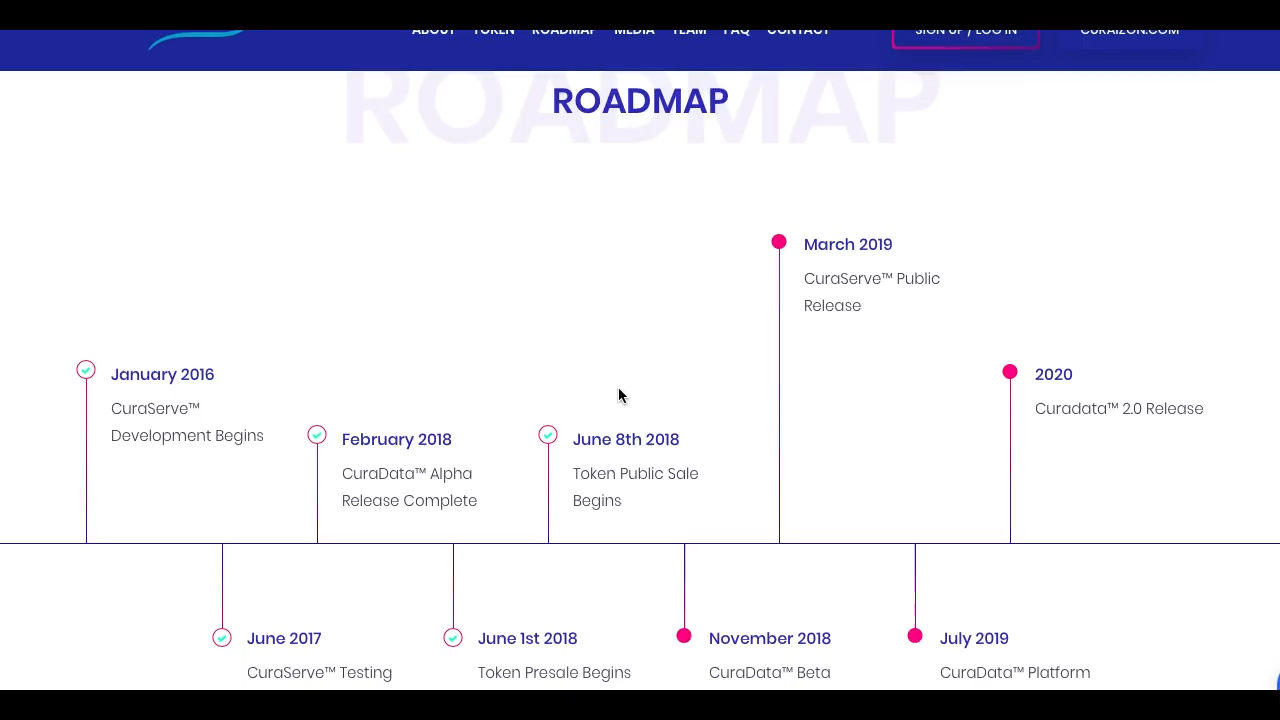 ABOUT TOKEN ROADMAP MEDIA TEAM FAQ CONTACT SIGN UP / LOG IN CURAIZON.COM
ROADMAP
ROADMAP
March 2019
CuraServe™ Public
Release
January 2016
CuraServe™
Development Begins
2020
Curadata™ 2.0 Release
February 2018
CuraData™ Alpha
Release Complete
June 8th 2018
Token Public Sale
Begins
June 2017
CuraServe™ Testing
June 1st 2018
Token Presale Begins
November 2018
CuraData™ Beta
July 2019
CuraData™ Platform